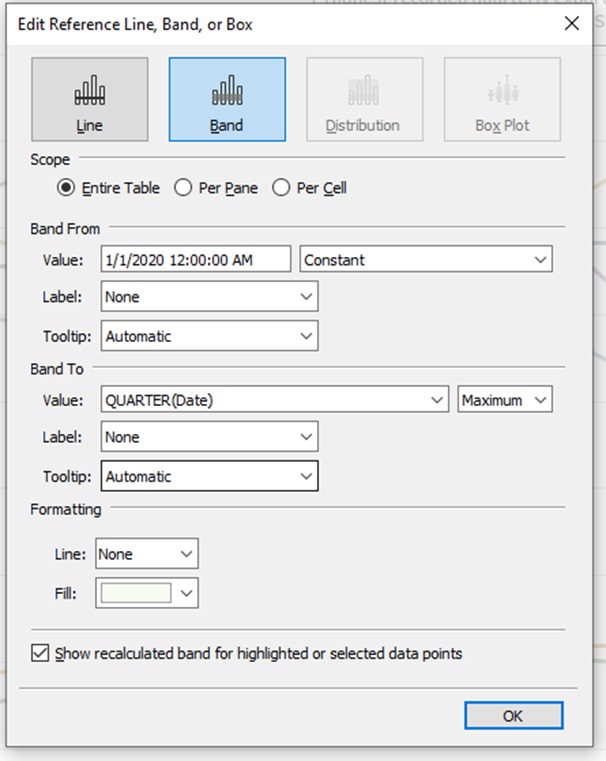 Edit Reference Line, Band, or Box
Line Band Distribution Box Plot
Scope
Entire Table Per Pane Per Cell
Band From
Value: 1/1/2020 12:00:00 AM Constant
Label: None
Tooltip: Automatic
Band To
Value: QUARTER(Date) Maximum
Label: None
Tooltip: Automatic
Formatting
Line: None
Fill:
Show recalculated band for highlighted or selected data points
OK